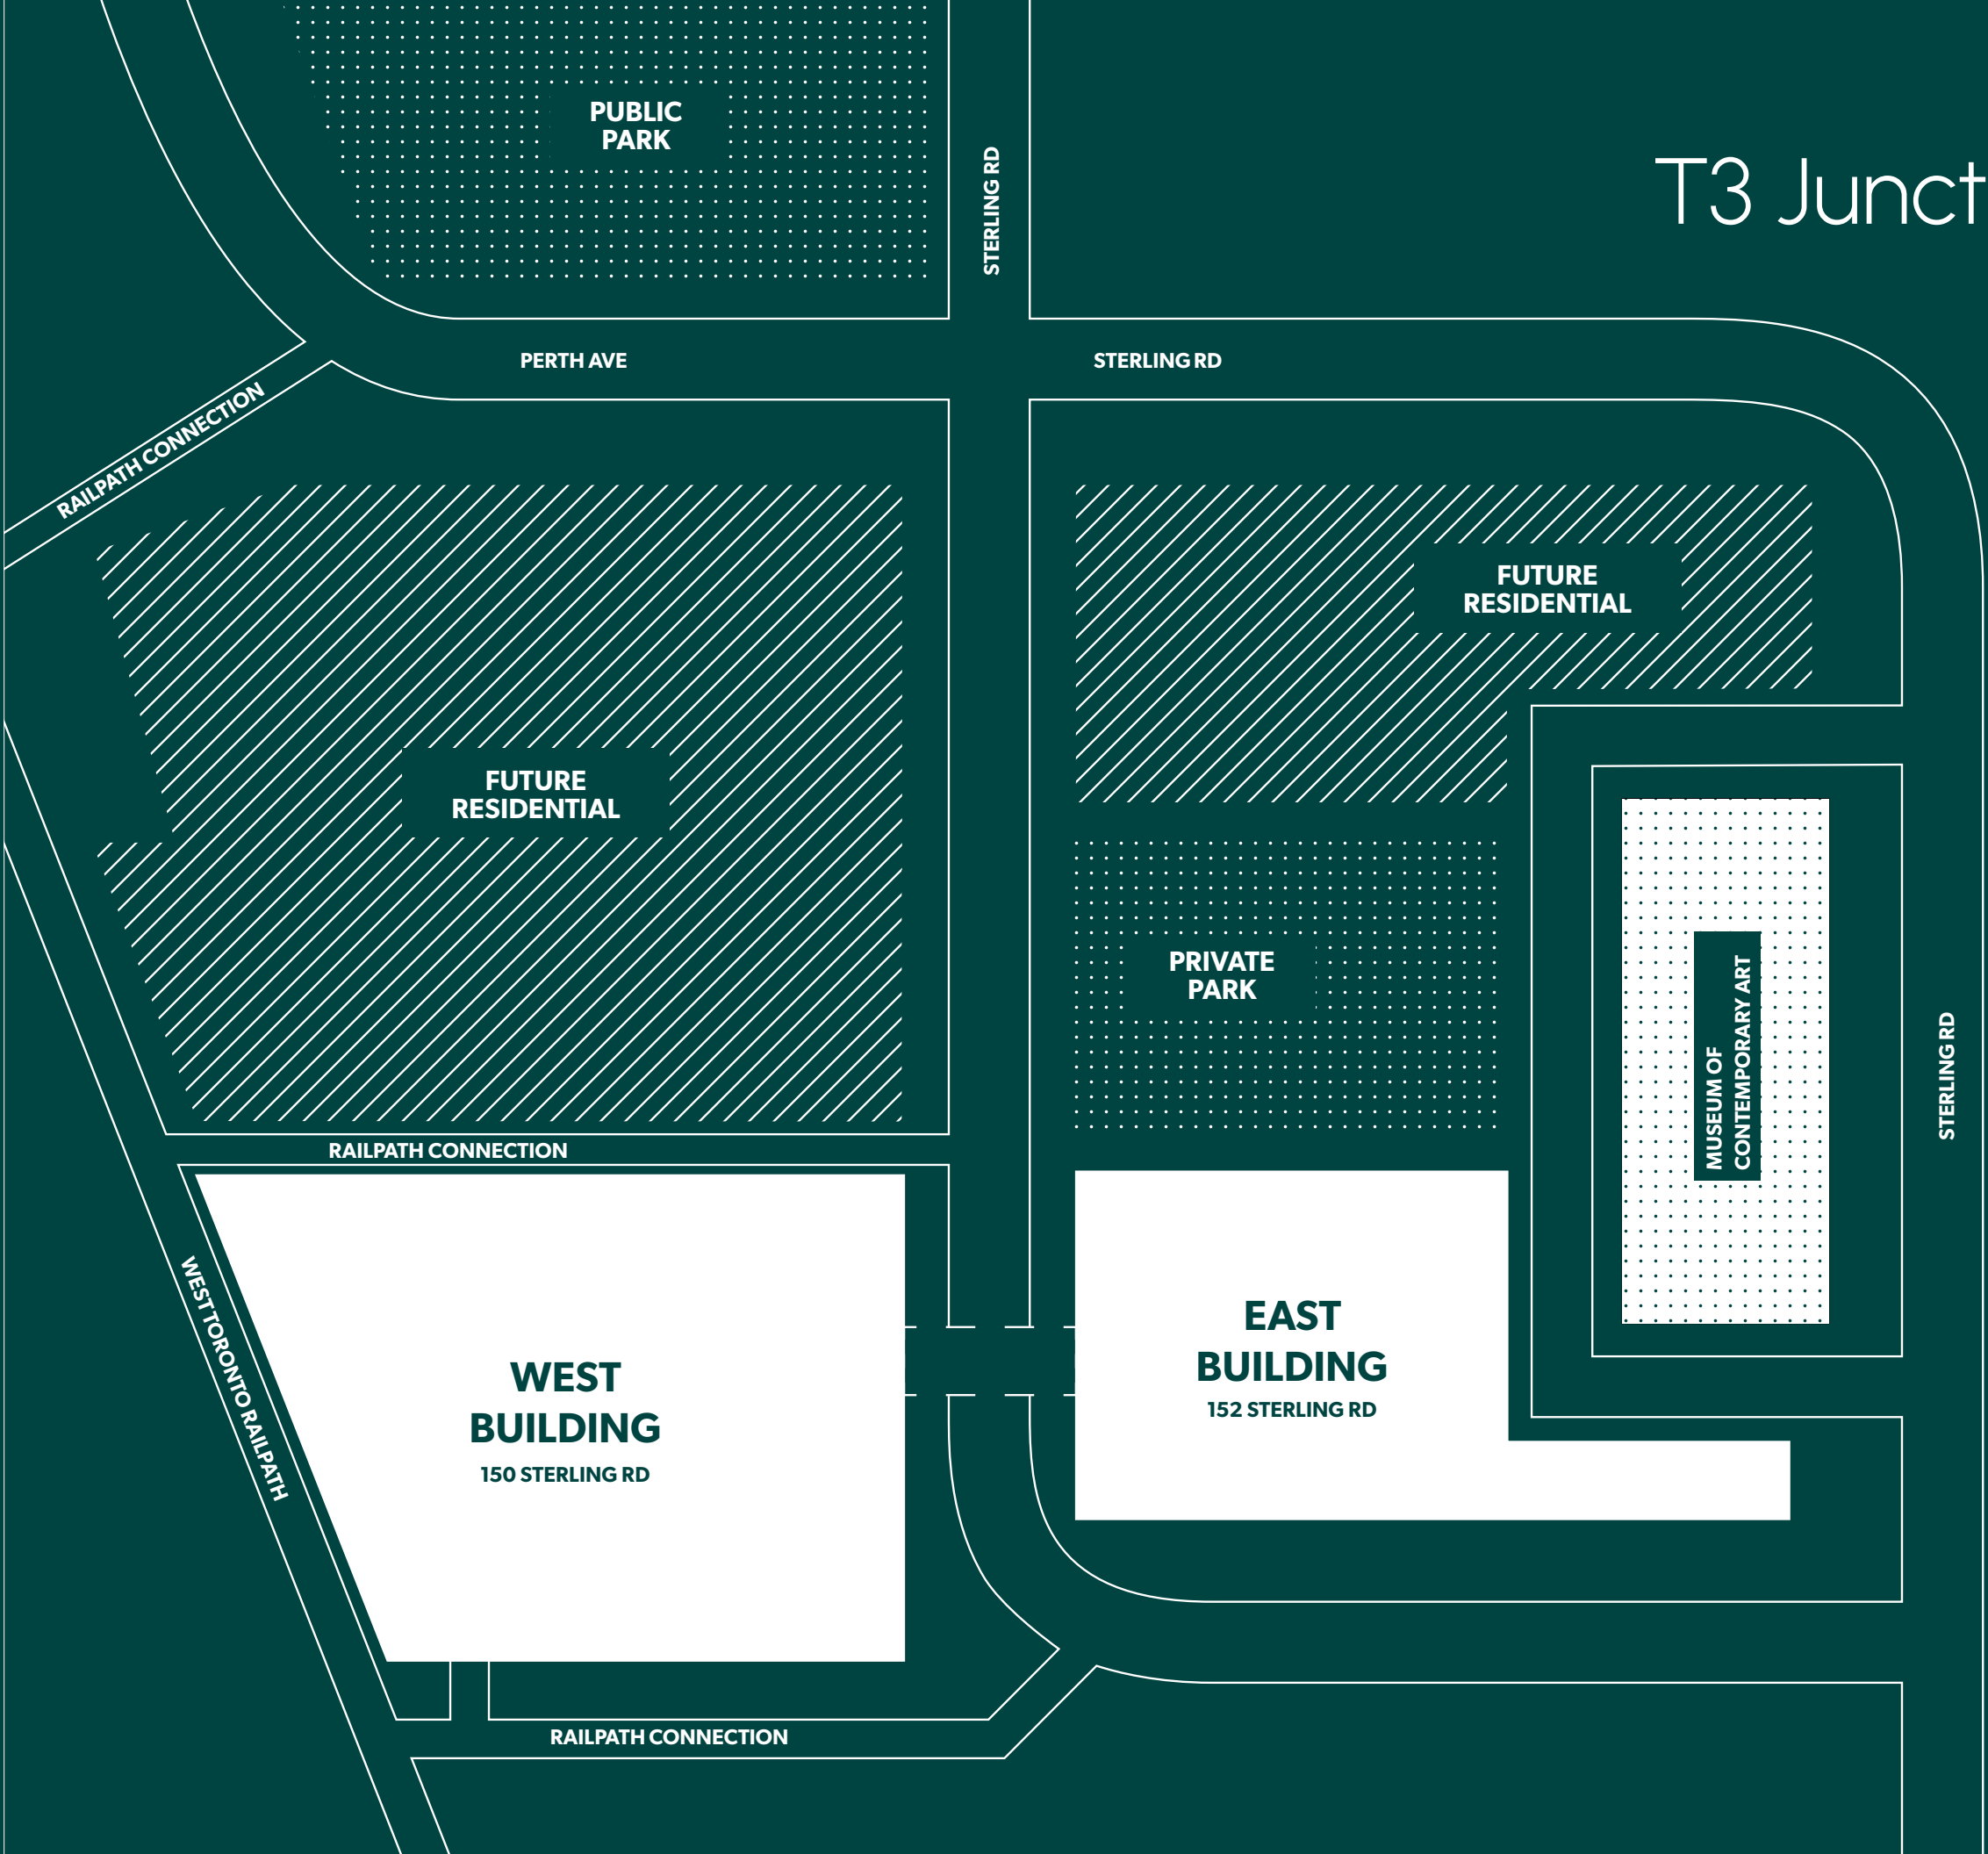 PUBLIC
PARK
STERLING RD
T3 Junct
PERTH AVE
STERLING RD
RAILPATH CONNECTION
FUTURE
RESIDENTIAL
FUTURE
RESIDENTIAL
PRIVATE
PARK
MUSEUM OF
CONTEMPORARY ART
STERLING RD
RAILPATH CONNECTION
WEST TORONTO RAILPATH
WEST
BUILDING
150 STERLING RD
EAST
BUILDING
152 STERLING RD
RAILPATH CONNECTION